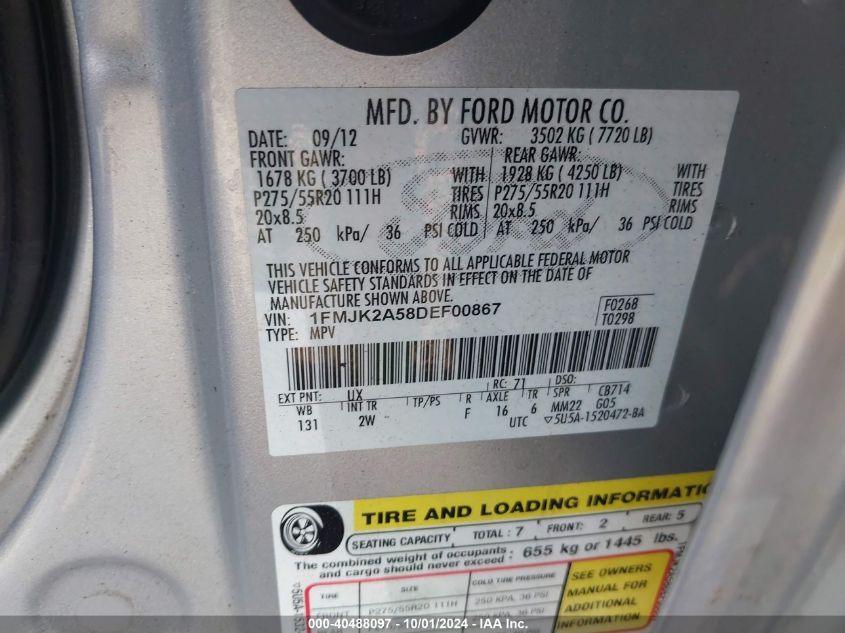 MFD. BY FORD MOTOR CO.
DATE: 09/12 GVWR: 3502 KG ( 7720 LB)
FRONT GAWR: REAR GAWR:
1678 KG ( 3700 LB) WITH 1928 KG ( 4250 LB) WITH
P275/55R20 111H TIRES P275/55R20 111H TIRES
20x8.5 RIMS 20x8.5 RIMS
AT 250 kPa/ 36 PSI COLD AT 250 kPa/ 36 PSI COLD
THIS VEHICLE CONFORMS TO ALL APPLICABLE FEDERAL MOTOR
VEHICLE SAFETY STANDARDS IN EFFECT ON THE DATE OF
MANUFACTURE SHOWN ABOVE.
VIN: 1FMJK2A58DEF00867 F0268
TYPE: MPV T0298
EXT PNT: UX RC: 71 DSO:
WB INT TR TP/PS R AXLE TR SPR CB714
131 2W F 16 6 MM22 G05
UTC ▽5U5A-1520472-BA
TIRE AND LOADING INFORMATIO
SEATING CAPACITY TOTAL : 7 FRONT: 2 REAR: 5
The combined weight of occupants : 655 kg or 1445 lbs.
and cargo should never exceed
TIRE SIZE COLD TIRE PRESSURE SEE OWNERS
MANUAL FOR
FRONT P275/55R20 111H 250 KPA, 36 PSI ADDITIONAL
INFORMATION
000-40488097 - 10/01/2024 - IAA, Inc.